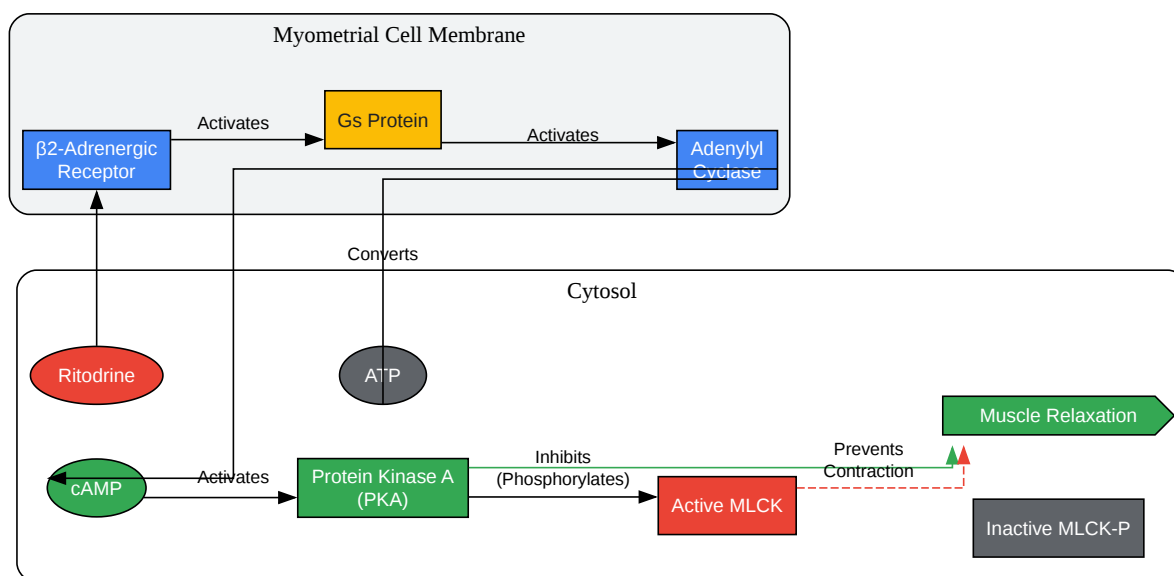 Myometrial Cell Membrane
Gs Protein
Activates
Activates
β2-Adrenergic
Receptor
Adenylyl
Cyclase
Converts
Cytosol
Ritodrine
ATP
Muscle Relaxation
cAMP
Activates
Protein Kinase A
(PKA)
Inhibits
(Phosphorylates)
Prevents
Contraction
Active MLCK
Inactive MLCK-P